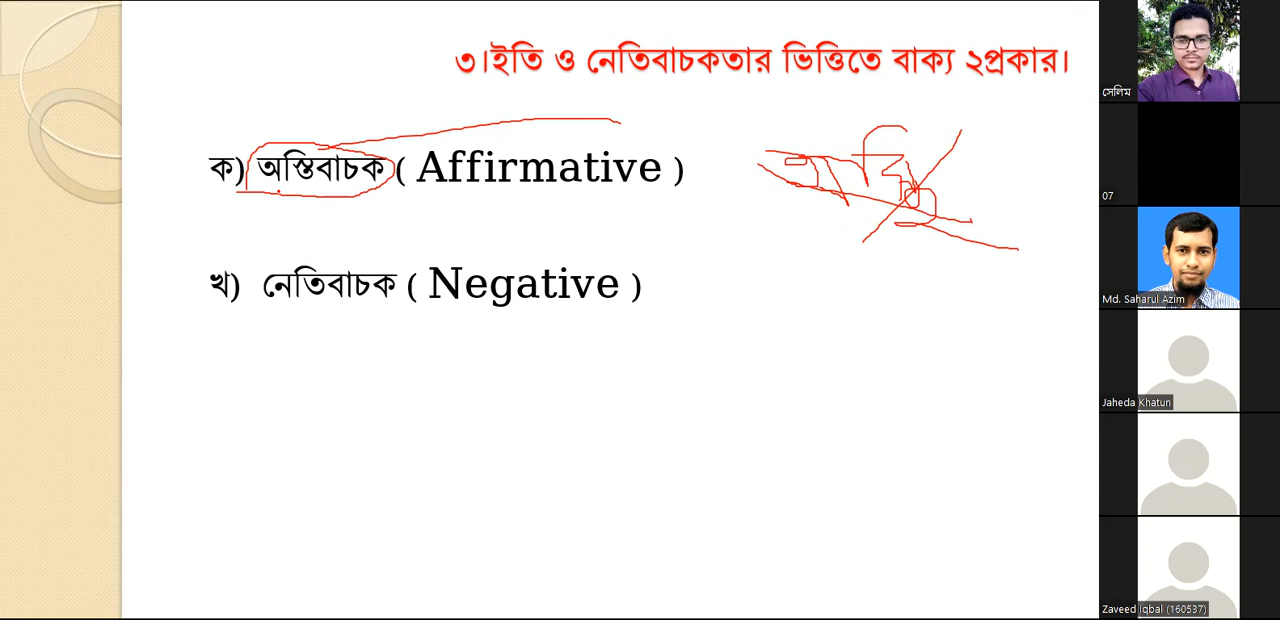 ৩।ইতি ও নেতিবাচকতার ভিত্তিতে বাক্য ২প্রকার।
ক) অস্তিবাচক ( Affirmative )
খ) নেতিবাচক ( Negative )
সেলিম
07
Md. Saharul Azim
Jaheda Khatun
Zaveed Iqbal (160537)